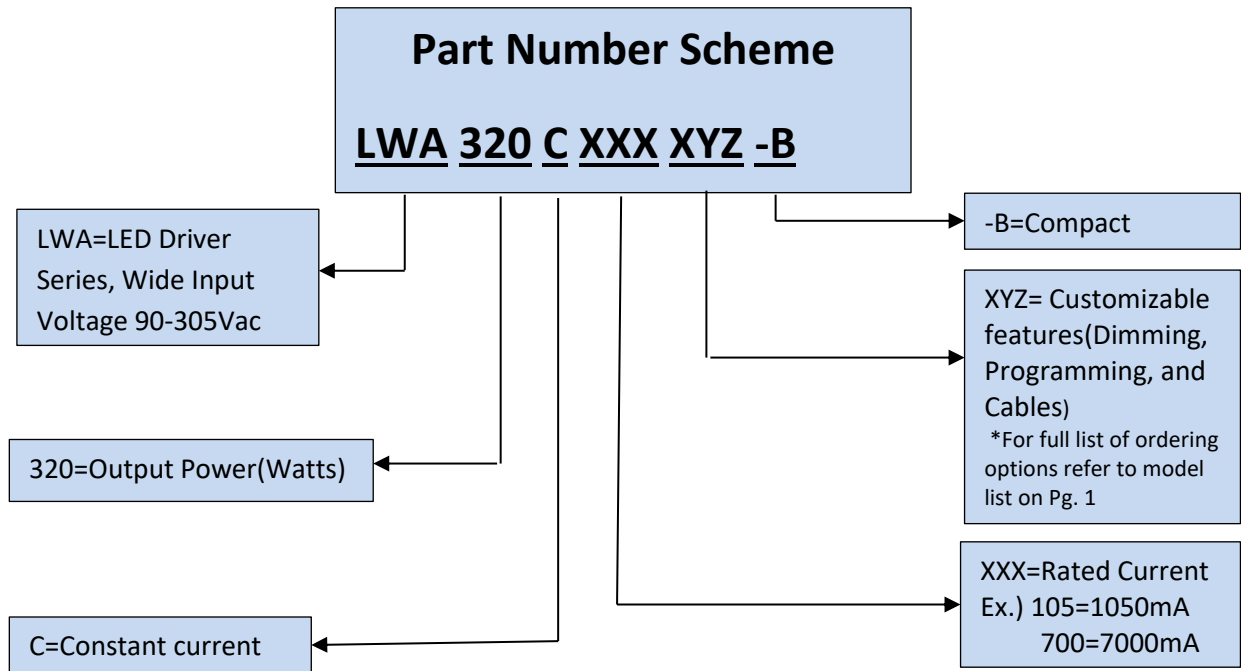 Part Number Scheme
LWA 320 C XXX XYZ -B
LWA=LED Driver
Series, Wide Input
Voltage 90-305Vac
320=Output Power(Watts)
C=Constant current
-B=Compact
XYZ= Customizable
features(Dimming,
Programming, and
Cables)
*For full list of ordering
options refer to model
list on Pg. 1
XXX=Rated Current
Ex.) 105=1050mA
700=7000mA